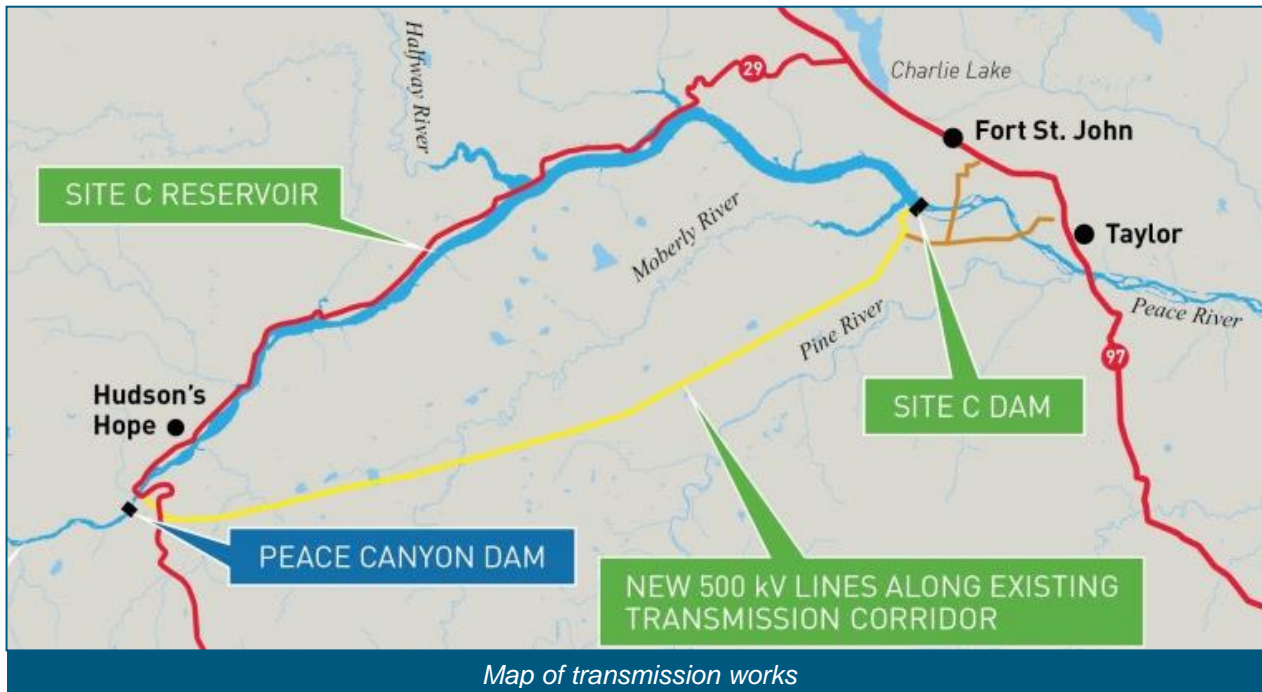 Halfway River
29
Charlie Lake
Fort St. John
SITE C RESERVOIR
Moberly River
Taylor
Pine River
Peace River
97
Hudson's
Hope
SITE C DAM
PEACE CANYON DAM
NEW 500 kV LINES ALONG EXISTING
TRANSMISSION CORRIDOR
Map of transmission works